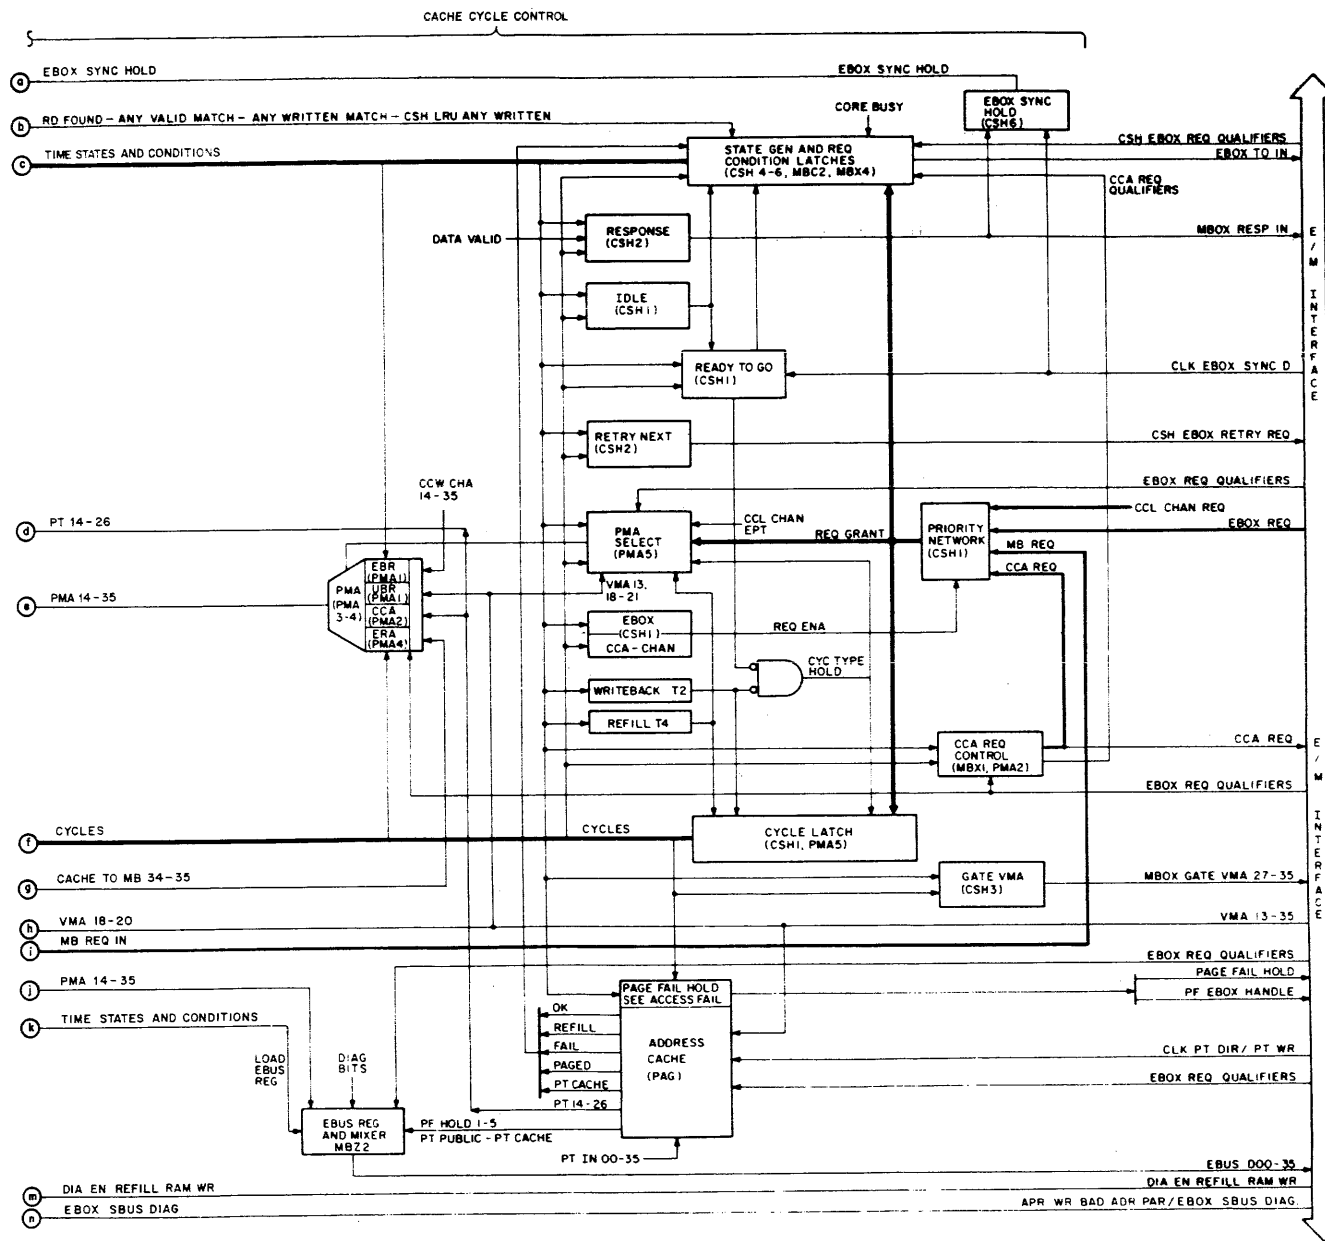 CACHE CYCLE CONTROL
a EBOX SYNC HOLD
EBOX SYNC HOLD
EBOX SYNC
HOLD
(CSH6)
b RD FOUND - ANY VALID MATCH - ANY WRITTEN MATCH - CSH LRU ANY WRITTEN
CORE BUSY
c TIME STATES AND CONDITIONS
STATE GEN AND REQ
CONDITION LATCHES
(CSH 4-6, MBC2, MBX4)
CSH EBOX REQ QUALIFIERS
EBOX TO IN
CCA REQ
QUALIFIERS
DATA VALID
RESPONSE
(CSH2)
MBOX RESP IN
E/M INTERFACE
IDLE
(CSH1)
READY TO GO
(CSH1)
CLK EBOX SYNC D
RETRY NEXT
(CSH2)
CSH EBOX RETRY REQ
CCW CHA
14-35
EBOX REQ QUALIFIERS
d PT 14-26
PMA
SELECT
(PMA5)
CCL CHAN
EPT
REQ GRANT
PRIORITY
NETWORK
(CSH1)
CCL CHAN REQ
EBOX REQ
MB REQ
CCA REQ
e PMA 14-35
PMA
(PMA
3-4)
EBR
(PMA1)
UBR
(PMA1)
CCA
(PMA2)
ERA
(PMA4)
VMA 13,
18-21
EBOX
(CSH1)
CCA-CHAN
REQ ENA
WRITEBACK T2
CYC TYPE
HOLD
REFILL T4
CCA REQ
CONTROL
(MBX1, PMA2)
CCA REQ
EBOX REQ QUALIFIERS
E/M INTERFACE
f CYCLES
CYCLES
CYCLE LATCH
(CSH1, PMA5)
g CACHE TO MB 34-35
GATE VMA
(CSH3)
MBOX GATE VMA 27-35
h VMA 18-20
VMA 13-35
i MB REQ IN
EBOX REQ QUALIFIERS
j PMA 14-35
PAGE FAIL HOLD
SEE ACCESS FAIL
PAGE FAIL HOLD
PF EBOX HANDLE
k TIME STATES AND CONDITIONS
OK
REFILL
FAIL
PAGED
PT CACHE
PT 14-26
ADDRESS
CACHE
(PAG)
CLK PT DIR/ PT WR
EBOX REQ QUALIFIERS
LOAD
EBUS
REG
DIAG
BITS
EBUS REG
AND MIXER
MBZ2
PF HOLD 1-5
PT PUBLIC - PT CACHE
PT IN 00-35
EBUS D00-35
m DIA EN REFILL RAM WR
DIA EN REFILL RAM WR
n EBOX SBUS DIAG
APR WR BAD ADR PAR/EBOX SBUS DIAG.